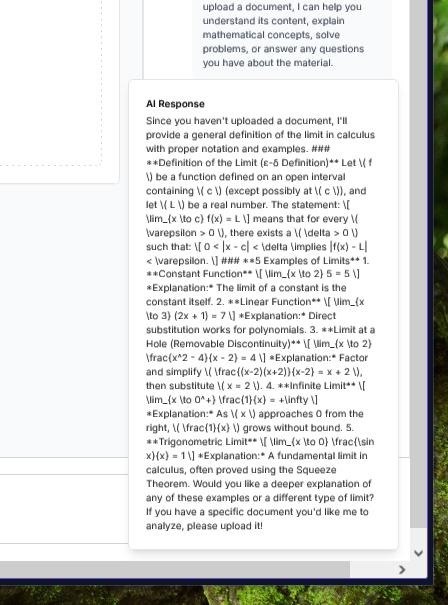 upload a document, I can help you
understand its content, explain
mathematical concepts, solve
problems, or answer any questions
you have about the material.
AI Response
Since you haven't uploaded a document, I'll
provide a general definition of the limit in calculus
with proper notation and examples. ###
**Definition of the Limit (ε-δ Definition)** Let \( f
\) be a function defined on an open interval
containing \( c \) (except possibly at \( c \)), and
let \( L \) be a real number. The statement: \[
\lim_{x \to c} f(x) = L \] means that for every \(
\varepsilon > 0 \), there exists a \( \delta > 0 \)
such that: \[ 0 < |x - c| < \delta \implies |f(x) - L|
< \varepsilon. \] ### **5 Examples of Limits** 1.
**Constant Function** \[ \lim_{x \to 2} 5 = 5 \]
*Explanation:* The limit of a constant is the
constant itself. 2. **Linear Function** \[ \lim_{x
\to 3} (2x + 1) = 7 \] *Explanation:* Direct
substitution works for polynomials. 3. **Limit at a
Hole (Removable Discontinuity)** \[ \lim_{x \to 2}
\frac{x^2 - 4}{x - 2} = 4 \] *Explanation:* Factor
and simplify \( \frac{(x-2)(x+2)}{x-2} = x + 2 \),
then substitute \( x = 2 \). 4. **Infinite Limit** \[
\lim_{x \to 0^+} \frac{1}{x} = +\infty \]
*Explanation:* As \( x \) approaches 0 from the
right, \( \frac{1}{x} \) grows without bound. 5.
**Trigonometric Limit** \[ \lim_{x \to 0} \frac{\sin
x}{x} = 1 \] *Explanation:* A fundamental limit in
calculus, often proved using the Squeeze
Theorem. Would you like a deeper explanation of
any of these examples or a different type of limit?
If you have a specific document you'd like me to
analyze, please upload it!